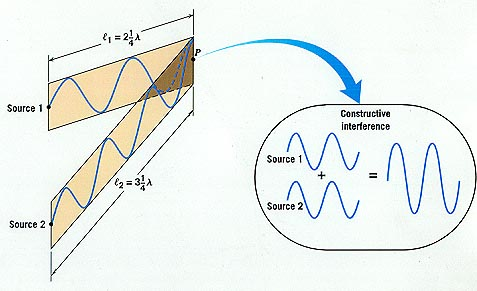 ℓ₁ = 2¼λ
P
Source 1
ℓ₂ = 3¼λ
Source 2
Constructive
interference
Source 1
+
=
Source 2